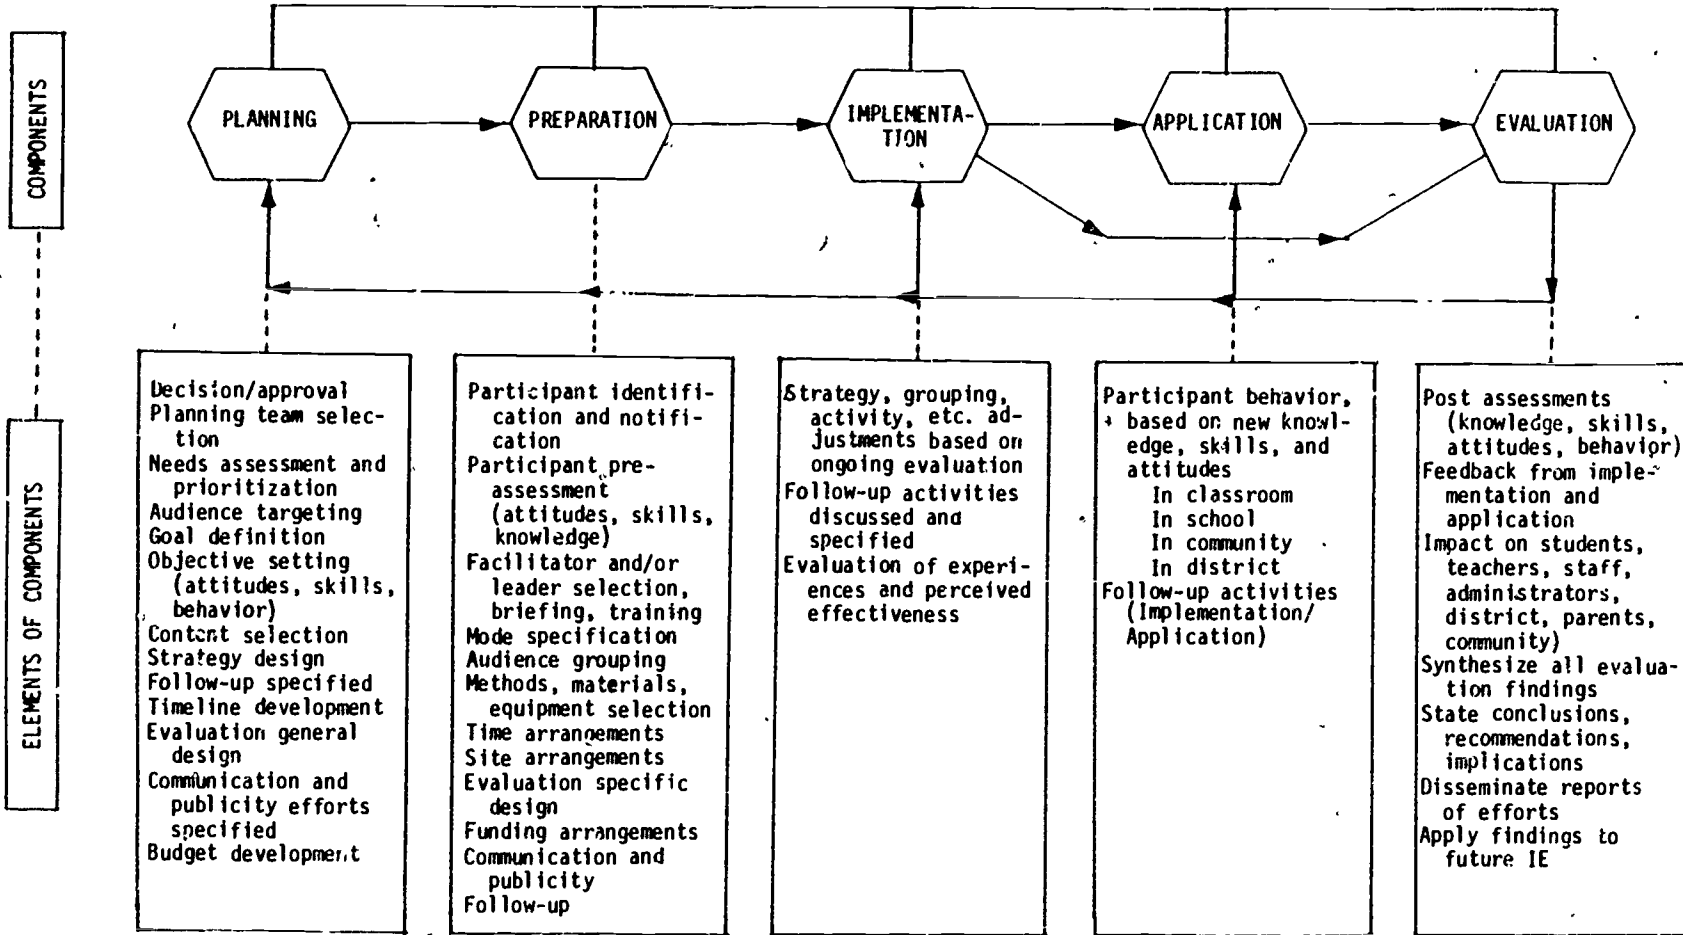 COMPONENTS
PLANNING
PREPARATION
IMPLEMENTA-
TION
APPLICATION
EVALUATION
ELEMENTS OF COMPONENTS
Decision/approval
Planning team selec-
tion
Needs assessment and
prioritization
Audience targeting
Goal definition
Objective setting
(attitudes, skills,
behavior)
Content selection
Strategy design
Follow-up specified
Timeline development
Evaluation general
design
Communication and
publicity efforts
specified
Budget development
Participant identifi-
cation and notifi-
cation
Participant pre-
assessment
(attitudes, skills,
knowledge)
Facilitator and/or
leader selection,
briefing, training
Mode specification
Audience grouping
Methods, materials,
equipment selection
Time arrangements
Site arrangements
Evaluation specific
design
Funding arrangements
Communication and
publicity
Follow-up
Strategy, grouping,
activity, etc. ad-
justments based on
ongoing evaluation
Follow-up activities
discussed and
specified
Evaluation of experi-
ences and perceived
effectiveness
Participant behavior,
based on new knowl-
edge, skills, and
attitudes
In classroom
In school
In community
In district
Follow-up activities
(Implementation/
Application)
Post assessments
(knowledge, skills,
attitudes, behavior)
Feedback from imple-
mentation and
application
Impact on students,
teachers, staff,
administrators,
district, parents,
community)
Synthesize all evalua-
tion findings
State conclusions,
recommendations,
implications
Disseminate reports
of efforts
Apply findings to
future IE